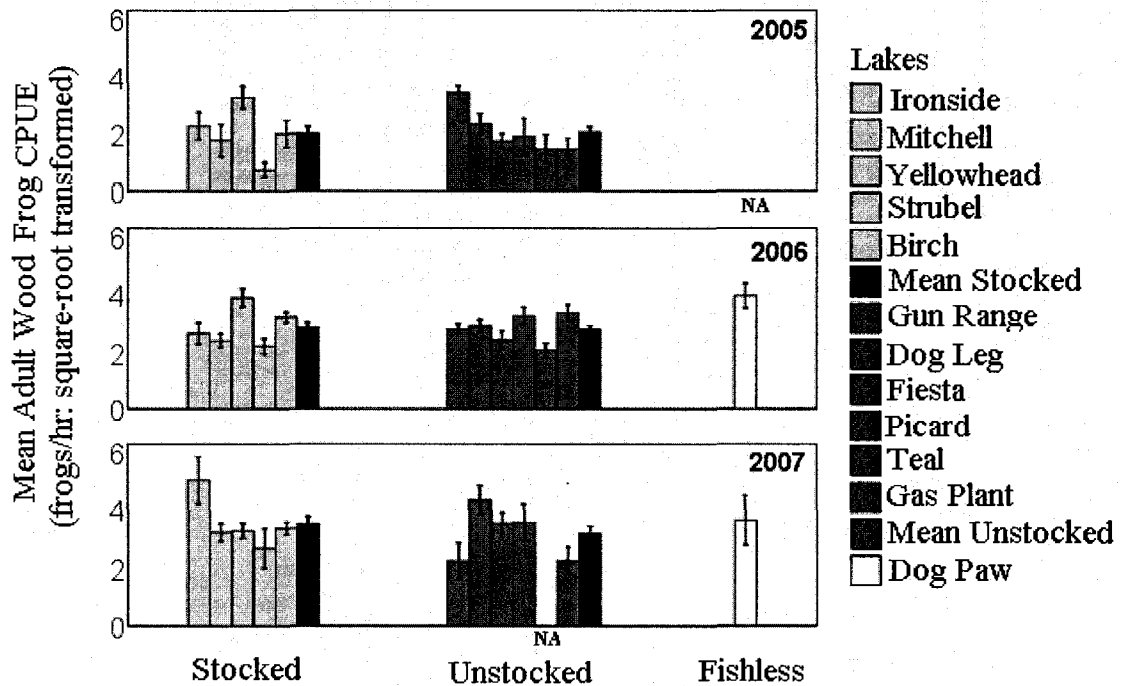 Mean Adult Wood Frog CPUE
(frogs/hr: square-root transformed)
6
4
2
0
2005
NA
6
4
2
0
2006
6
4
2
0
2007
NA
Stocked
Unstocked
Fishless
Lakes
Ironside
Mitchell
Yellowhead
Strubel
Birch
Mean Stocked
Gun Range
Dog Leg
Fiesta
Picard
Teal
Gas Plant
Mean Unstocked
Dog Paw